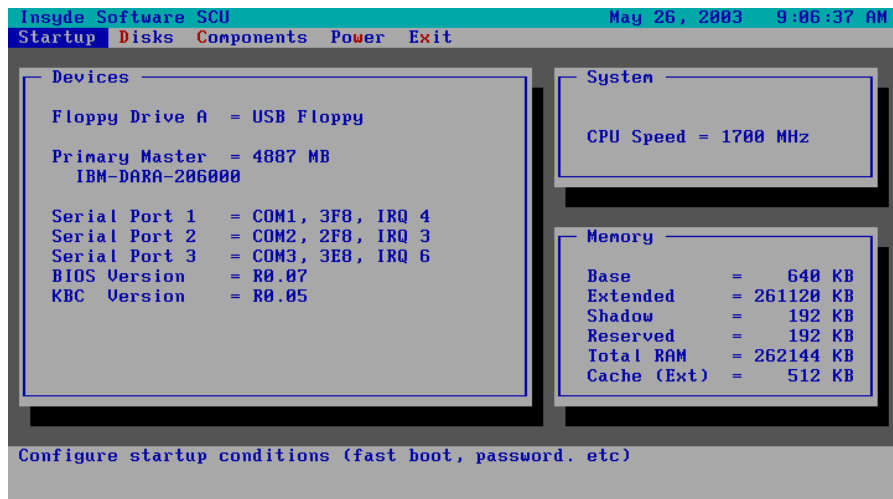 Insyde Software SCU May 26, 2003 9:06:37 AM
Startup Disks Components Power Exit
Devices
Floppy Drive A = USB Floppy
Primary Master = 4887 MB
IBM-DARA-206000
Serial Port 1 = COM1, 3F8, IRQ 4
Serial Port 2 = COM2, 2F8, IRQ 3
Serial Port 3 = COM3, 3E8, IRQ 6
BIOS Version = R0.07
KBC Version = R0.05
System
CPU Speed = 1700 MHz
Memory
Base = 640 KB
Extended = 261120 KB
Shadow = 192 KB
Reserved = 192 KB
Total RAM = 262144 KB
Cache (Ext) = 512 KB
Configure startup conditions (fast boot, password. etc)